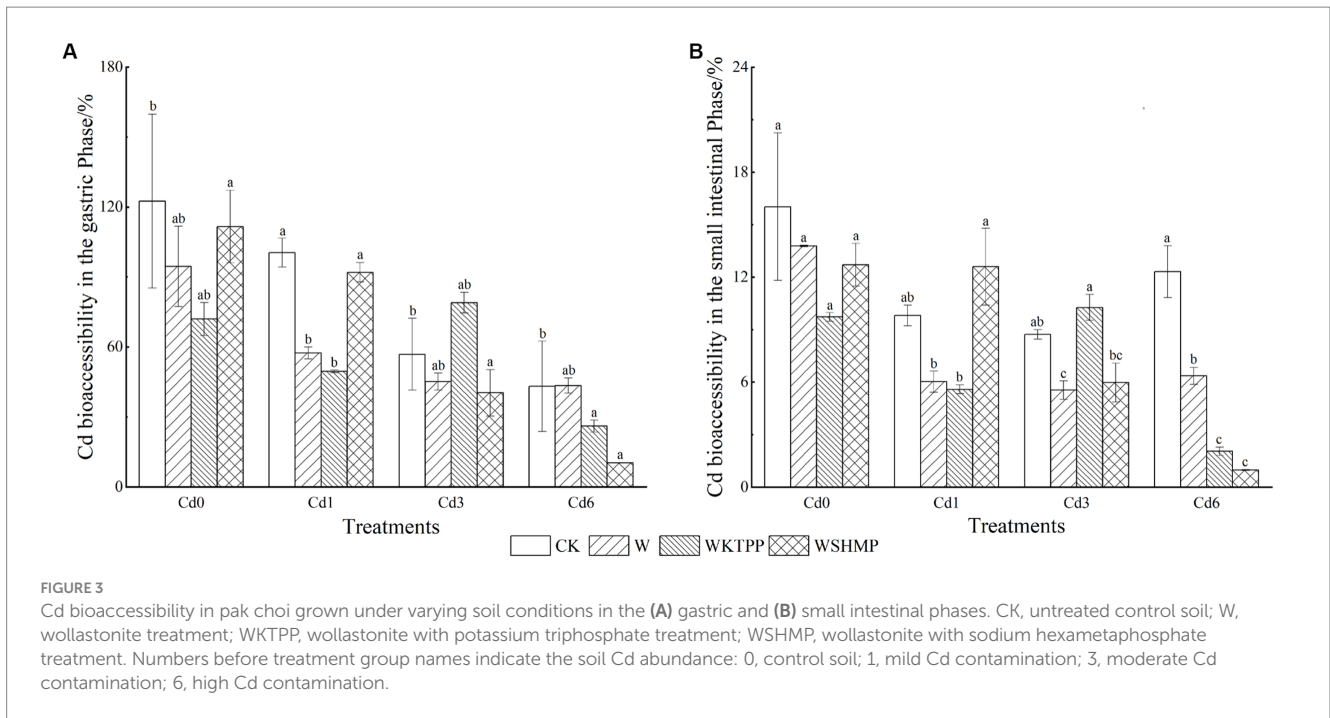 A
B
Cd bioaccessibility in the gastric Phase/%
180
120
60
0
b
ab
ab
a
a
b
b
a
b
ab
ab
a
b
ab
a
a
Cd0 Cd1 Cd3 Cd6
Treatments
Cd bioaccessibility in the small intestinal Phase/%
24
18
12
6
0
a
a
a
a
ab
b
b
a
ab
c
a
bc
a
b
c
c
Cd0 Cd1 Cd3 Cd6
Treatments
CK W WKTPP WSHMP
FIGURE 3
Cd bioaccessibility in pak choi grown under varying soil conditions in the (A) gastric and (B) small intestinal phases. CK, untreated control soil; W,
wollastonite treatment; WKTPP, wollastonite with potassium triphosphate treatment; WSHMP, wollastonite with sodium hexametaphosphate
treatment. Numbers before treatment group names indicate the soil Cd abundance: 0, control soil; 1, mild Cd contamination; 3, moderate Cd
contamination; 6, high Cd contamination.